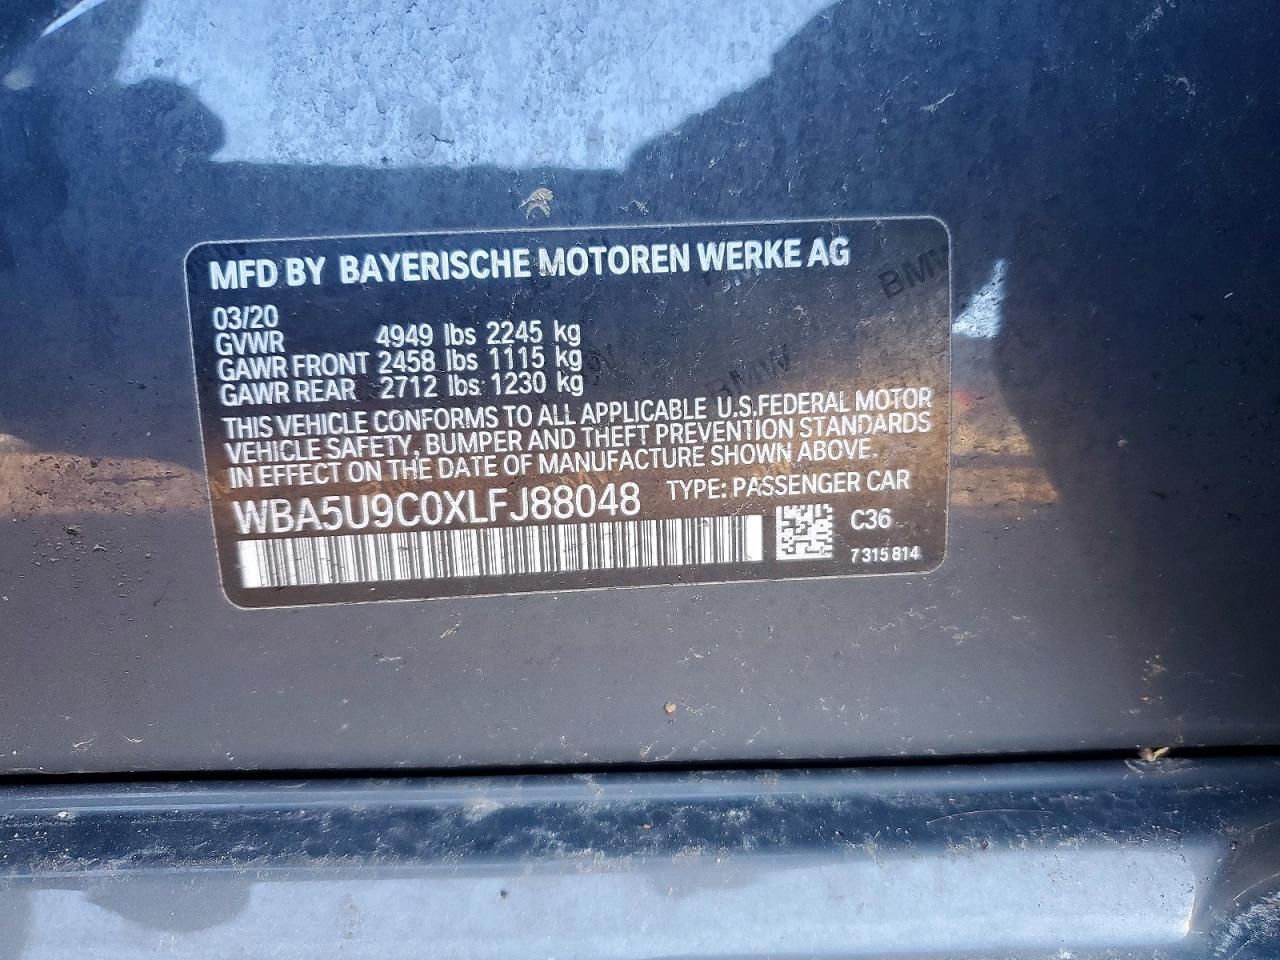 MFD BY BAYERISCHE MOTOREN WERKE AG
03/20
GVWR 4949 lbs 2245 kg
GAWR FRONT 2458 lbs 1115 kg
GAWR REAR 2712 lbs 1230 kg
THIS VEHICLE CONFORMS TO ALL APPLICABLE U.S.FEDERAL MOTOR
VEHICLE SAFETY, BUMPER AND THEFT PREVENTION STANDARDS
IN EFFECT ON THE DATE OF MANUFACTURE SHOWN ABOVE.
WBA5U9C0XLFJ88048 TYPE: PASSENGER CAR
C36
7 315 814
BMW
BMW
BMW